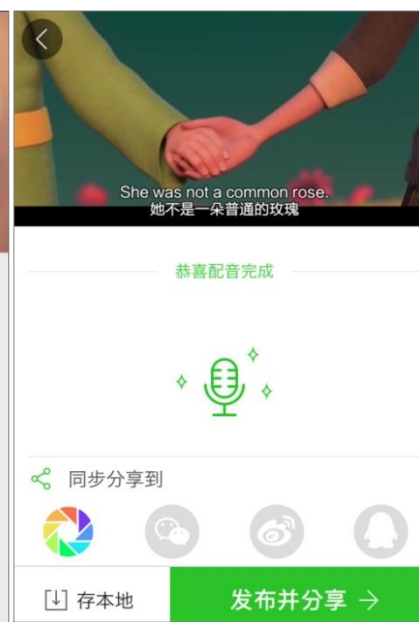 She was not a common rose.
她不是一朵普通的玫瑰
恭喜配音完成
同步分享到
存本地
发布并分享